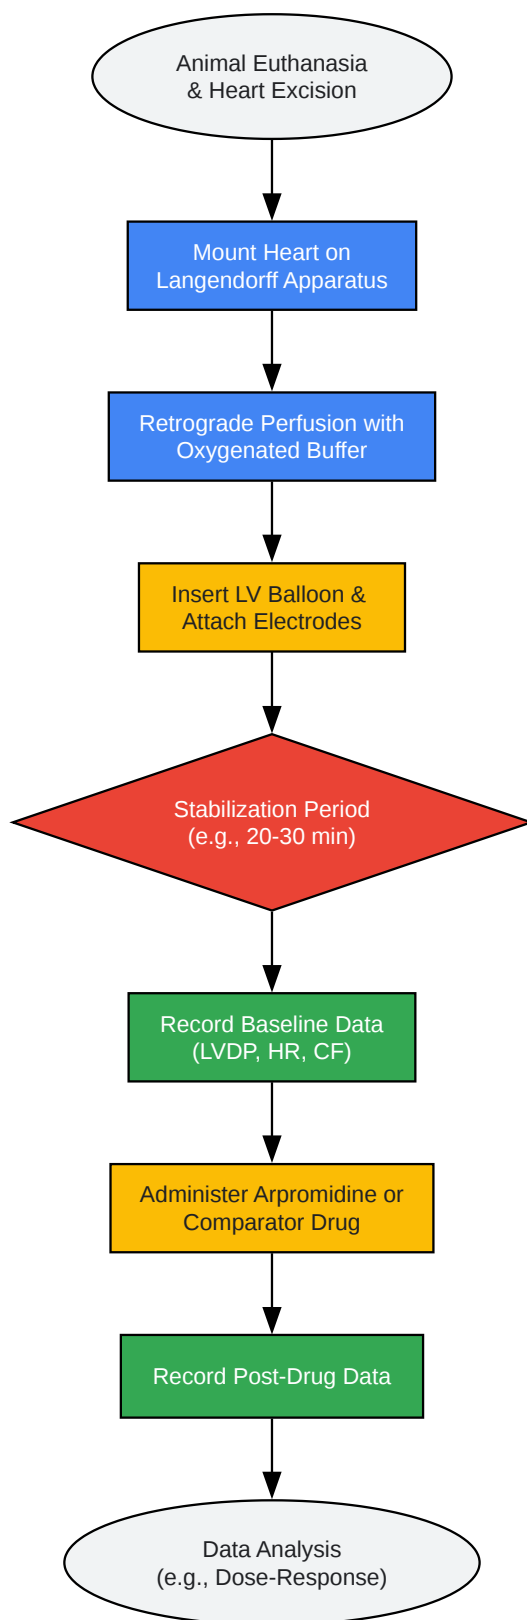 Animal Euthanasia
& Heart Excision
Mount Heart on
Langendorff Apparatus
Retrograde Perfusion with
Oxygenated Buffer
Insert LV Balloon &
Attach Electrodes
Stabilization Period
(e.g., 20-30 min)
Record Baseline Data
(LVDP, HR, CF)
Administer Arpromidine or
Comparator Drug
Record Post-Drug Data
Data Analysis
(e.g., Dose-Response)